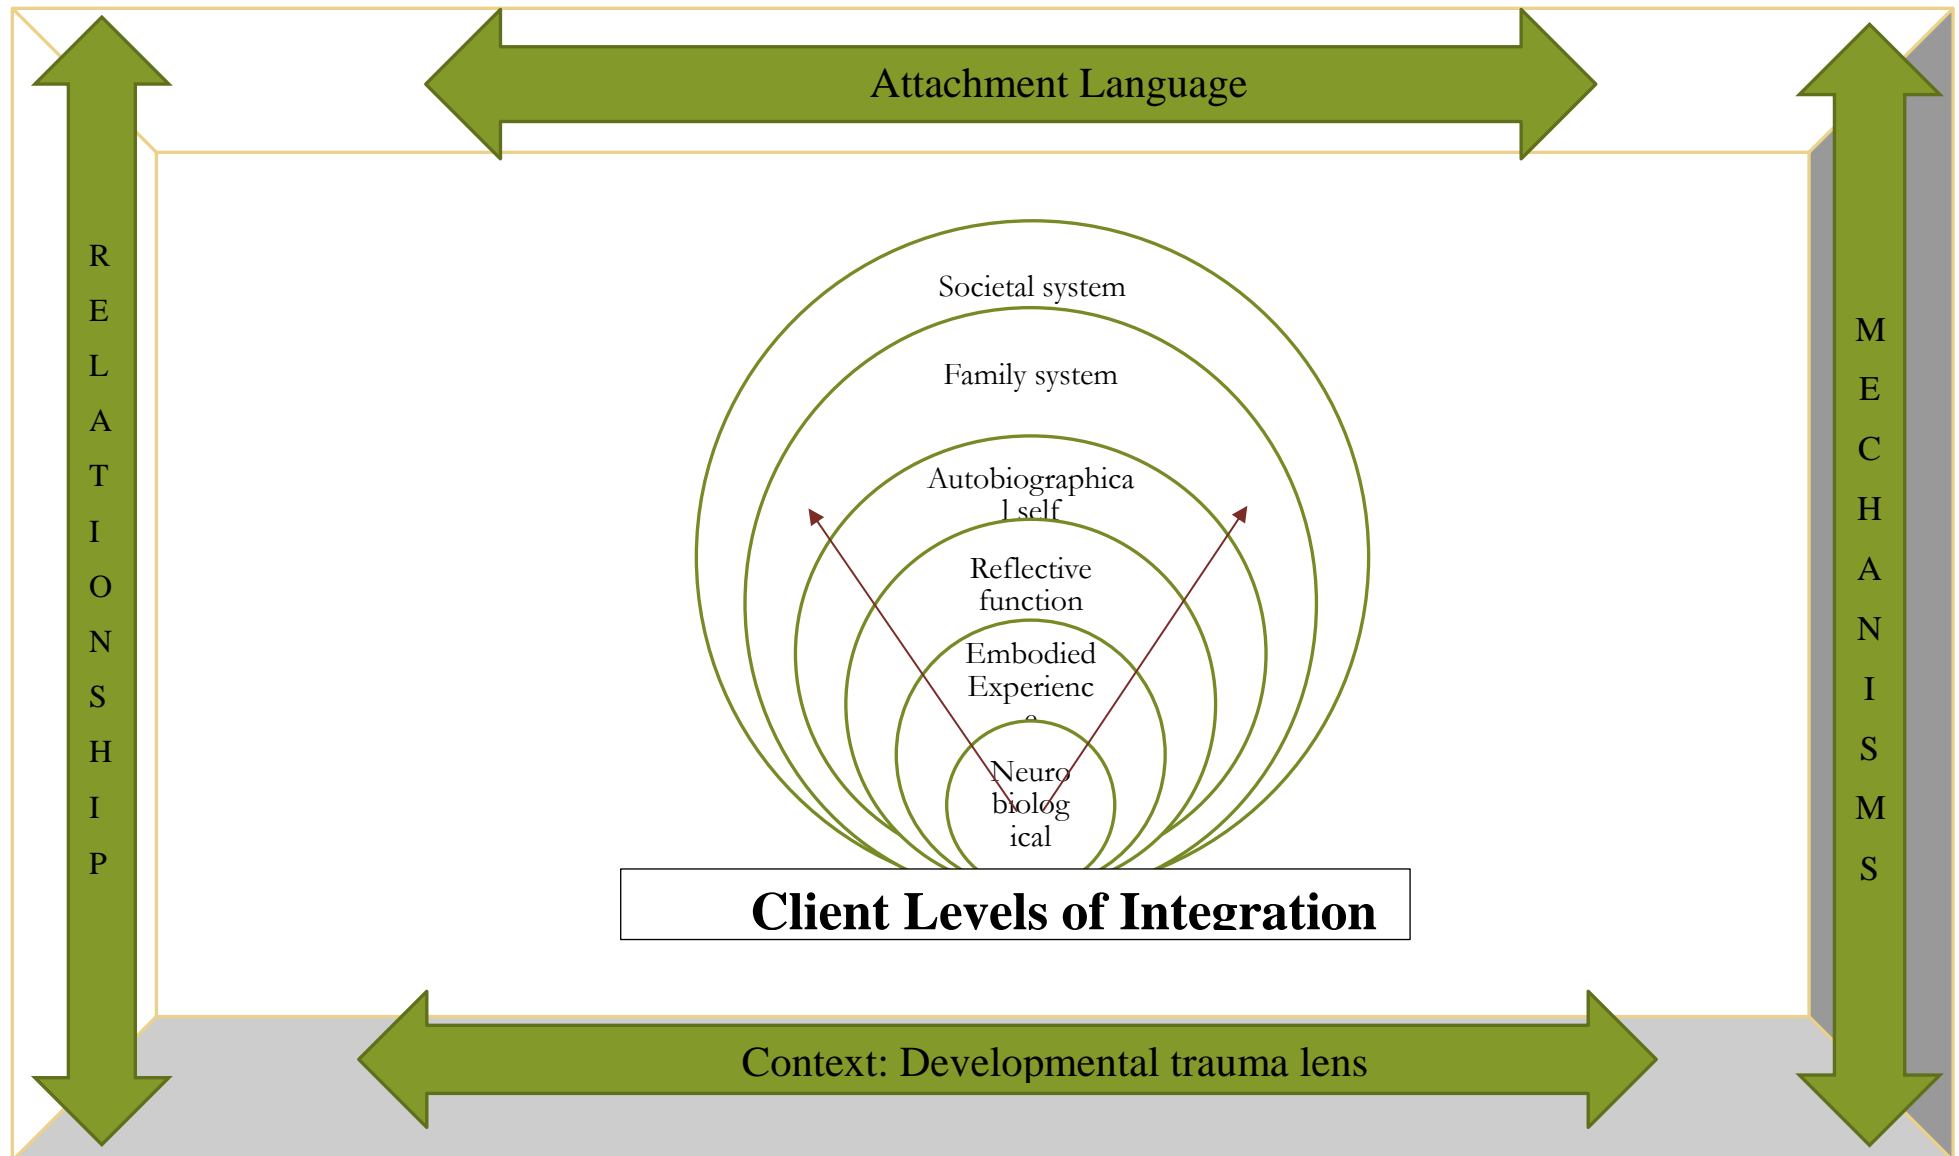 Attachment Language
R
E
L
A
T
I
O
N
S
H
I
P
Societal system
Family system
Autobiographica
l self
Reflective
function
Embodied
Experienc
e
Neuro
biolog
ical
Client Levels of Integration
M
E
C
H
A
N
I
S
M
S
Context: Developmental trauma lens